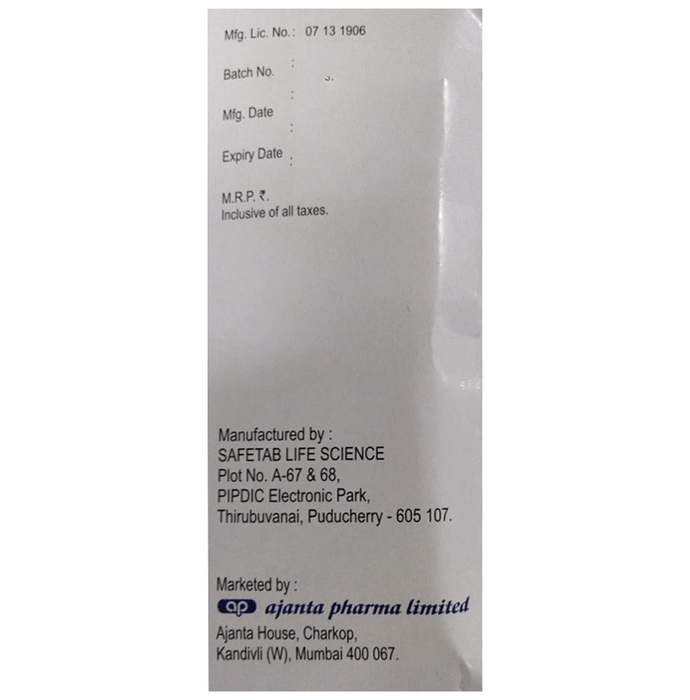 Mfg. Lic. No.: 07 13 1906
Batch No. :
Mfg. Date :
Expiry Date :
M.R.P. ₹.
Inclusive of all taxes.
Manufactured by :
SAFETAB LIFE SCIENCE
Plot No. A-67 & 68,
PIPDIC Electronic Park,
Thirubuvanai, Puducherry - 605 107.
Marketed by :
ap ajanta pharma limited
Ajanta House, Charkop,
Kandivli (W), Mumbai 400 067.